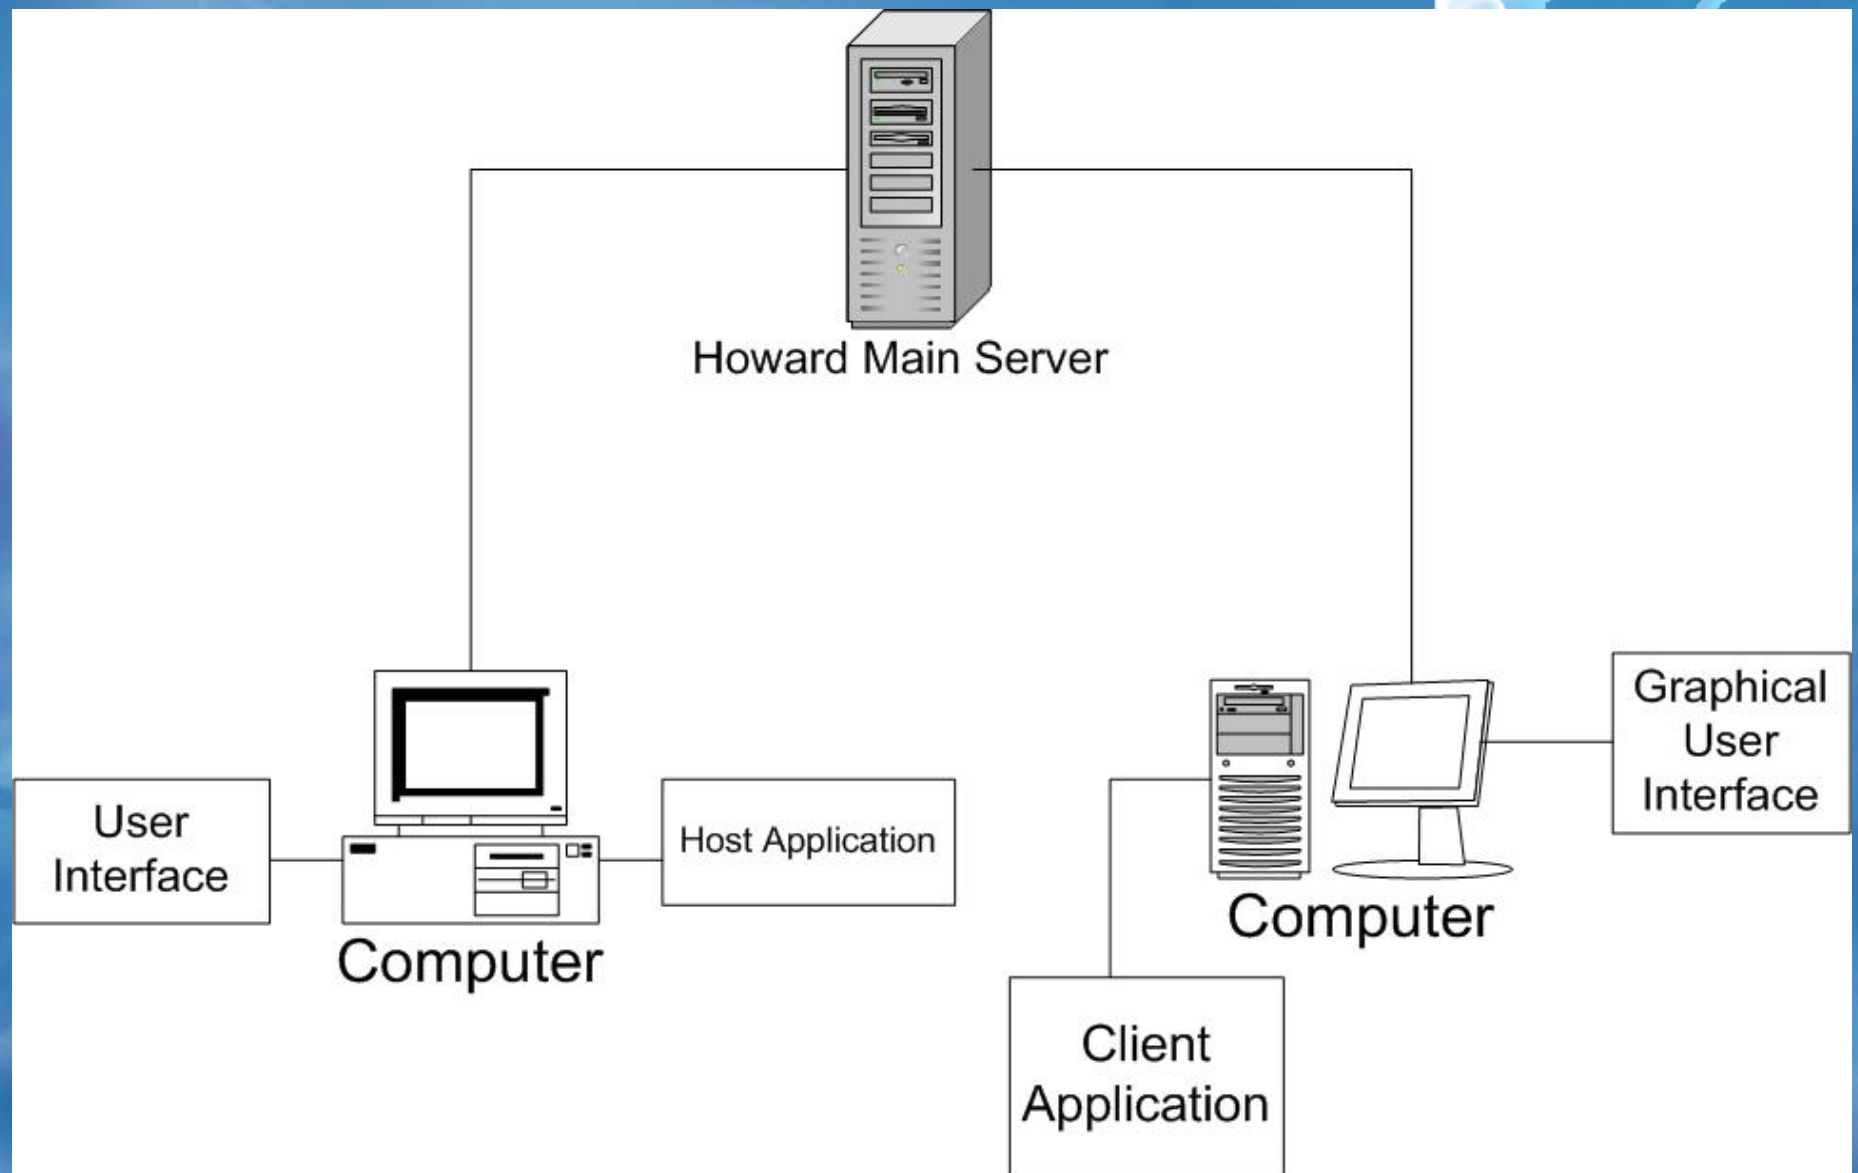 Howard Main Server
User
Interface
Host Application
Computer
Graphical
User
Interface
Computer
Client
Application